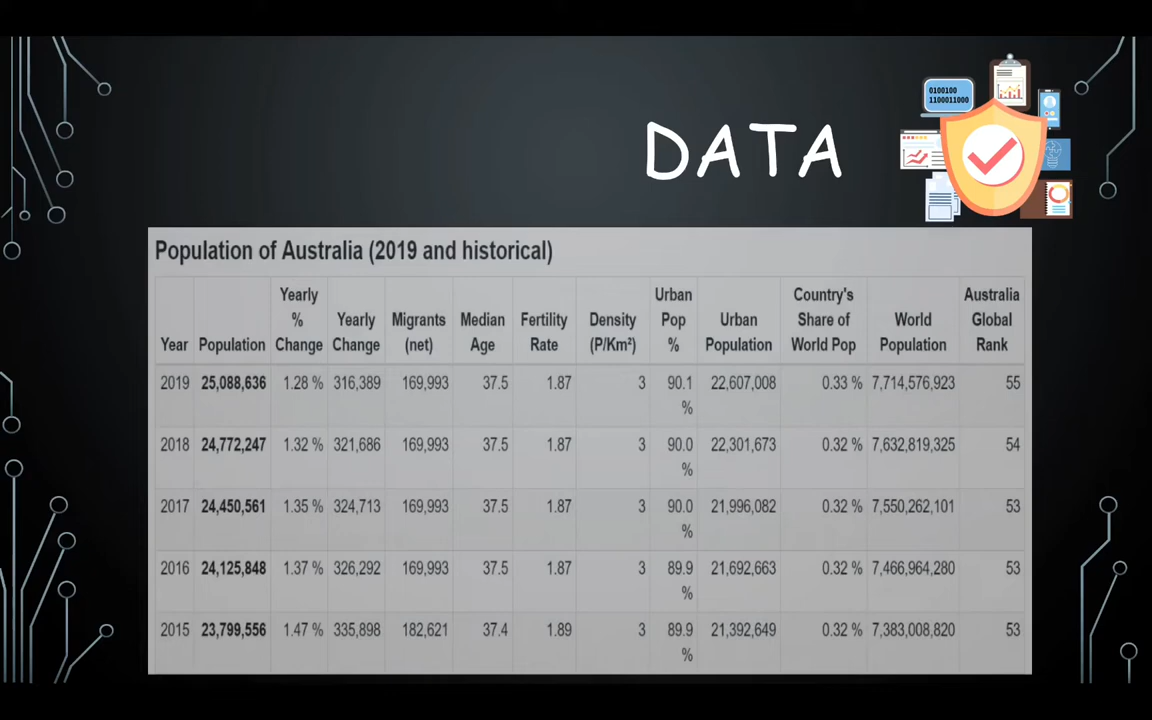 0100100
1100011000
DATA
Population of Australia (2019 and historical)
Year Population Yearly % Change Yearly Change Migrants (net) Median Age Fertility Rate Density (P/Km²) Urban Pop % Urban Population Country's Share of World Pop World Population Australia Global Rank
2019 25,088,636 1.28 % 316,389 169,993 37.5 1.87 3 90.1 % 22,607,008 0.33 % 7,714,576,923 55
2018 24,772,247 1.32 % 321,686 169,993 37.5 1.87 3 90.0 % 22,301,673 0.32 % 7,632,819,325 54
2017 24,450,561 1.35 % 324,713 169,993 37.5 1.87 3 90.0 % 21,996,082 0.32 % 7,550,262,101 53
2016 24,125,848 1.37 % 326,292 169,993 37.5 1.87 3 89.9 % 21,692,663 0.32 % 7,466,964,280 53
2015 23,799,556 1.47 % 335,898 182,621 37.4 1.89 3 89.9 % 21,392,649 0.32 % 7,383,008,820 53